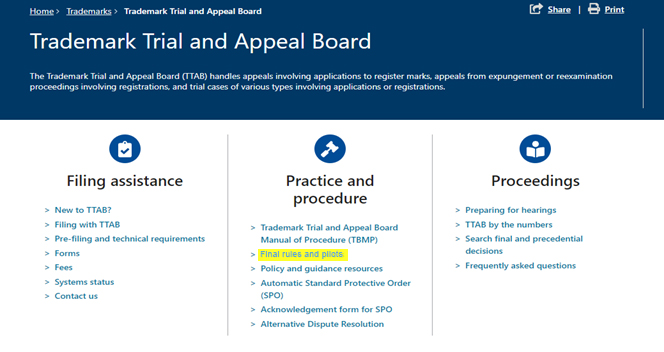 Home > Trademarks > Trademark Trial and Appeal Board
Share | Print
Trademark Trial and Appeal Board
The Trademark Trial and Appeal Board (TTAB) handles appeals involving applications to register marks, appeals from expungement or reexamination
proceedings involving registrations, and trial cases of various types involving applications or registrations.
Filing assistance
> New to TTAB?
> Filing with TTAB
> Pre-filing and technical requirements
> Forms
> Fees
> Systems status
> Contact us
Practice and
procedure
> Trademark Trial and Appeal Board
Manual of Procedure (TBMP)
> Final rules and pilots
> Policy and guidance resources
> Automatic Standard Protective Order
(SPO)
> Acknowledgement form for SPO
> Alternative Dispute Resolution
Proceedings
> Preparing for hearings
> TTAB by the numbers
> Search final and precedential
decisions
> Frequently asked questions